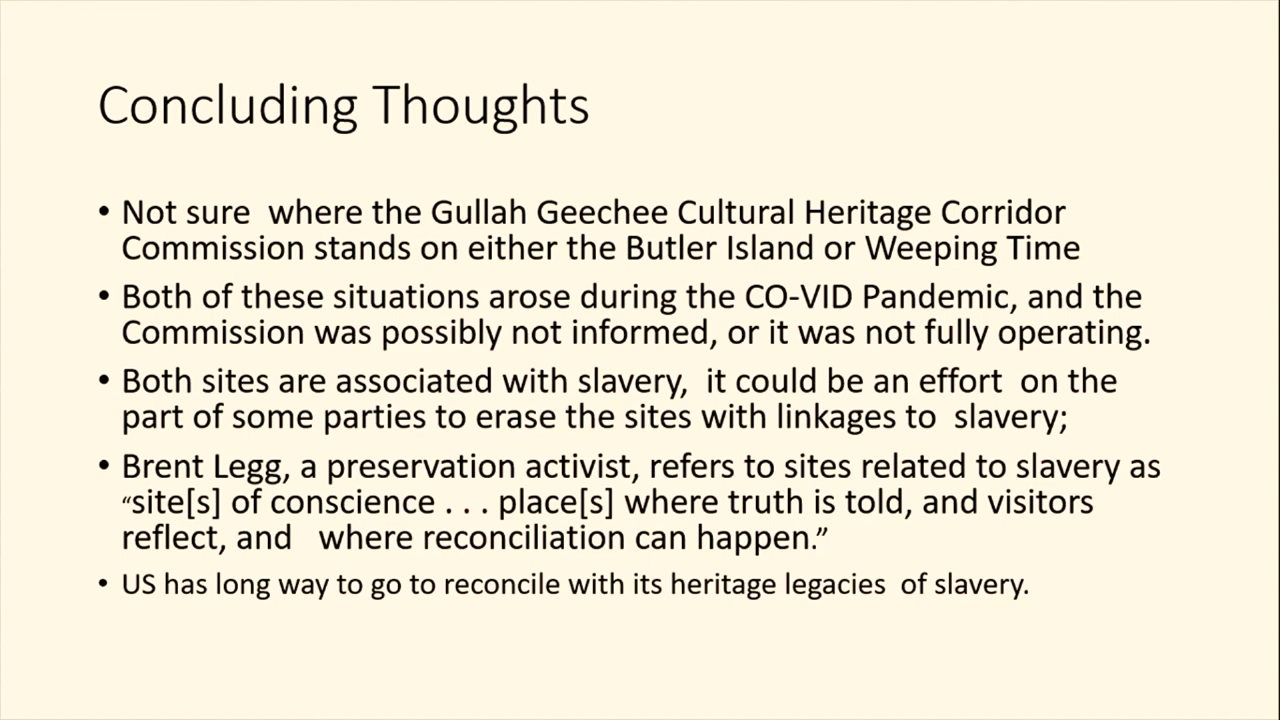 Concluding Thoughts
• Not sure  where the Gullah Geechee Cultural Heritage Corridor
Commission stands on either the Butler Island or Weeping Time
• Both of these situations arose during the CO-VID Pandemic, and the
Commission was possibly not informed, or it was not fully operating.
• Both sites are associated with slavery,  it could be an effort  on the
part of some parties to erase the sites with linkages to  slavery;
• Brent Legg, a preservation activist, refers to sites related to slavery as
“site[s] of conscience . . . place[s] where truth is told, and visitors
reflect, and   where reconciliation can happen.”
• US has long way to go to reconcile with its heritage legacies  of slavery.